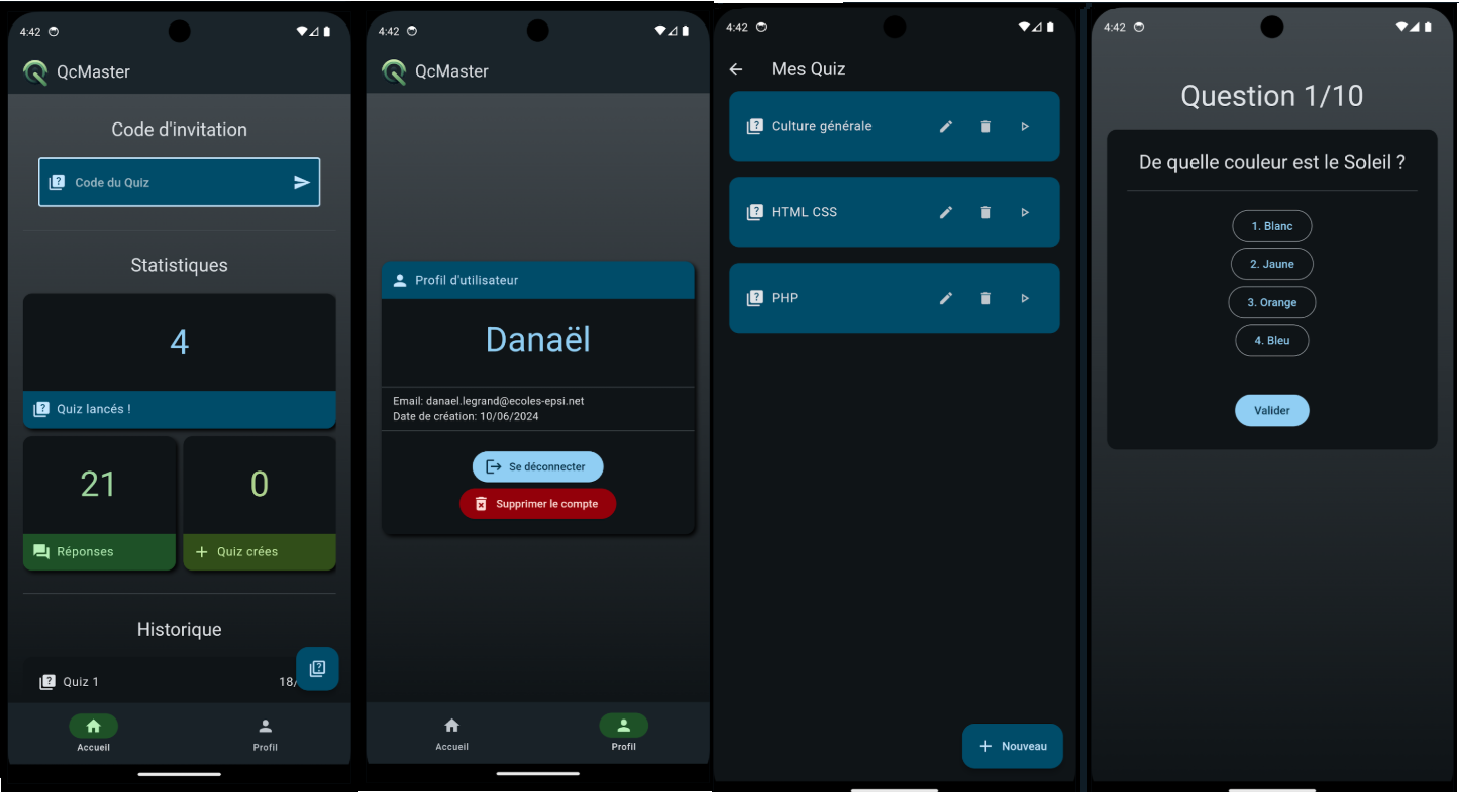 4:42
QcMaster
Code d'invitation
Code du Quiz
Statistiques
4
Quiz lancés !
21
0
Réponses
Quiz crées
Historique
Quiz 1
18/
Accueil
Profil
4:42
QcMaster
Profil d'utilisateur
Danaël
Email: danael.legrand@ecoles-epsi.net
Date de création: 10/06/2024
Se déconnecter
Supprimer le compte
Accueil
Profil
4:42
Mes Quiz
Culture générale
HTML CSS
PHP
Nouveau
4:42
Question 1/10
De quelle couleur est le Soleil ?
1. Blanc
2. Jaune
3. Orange
4. Bleu
Valider